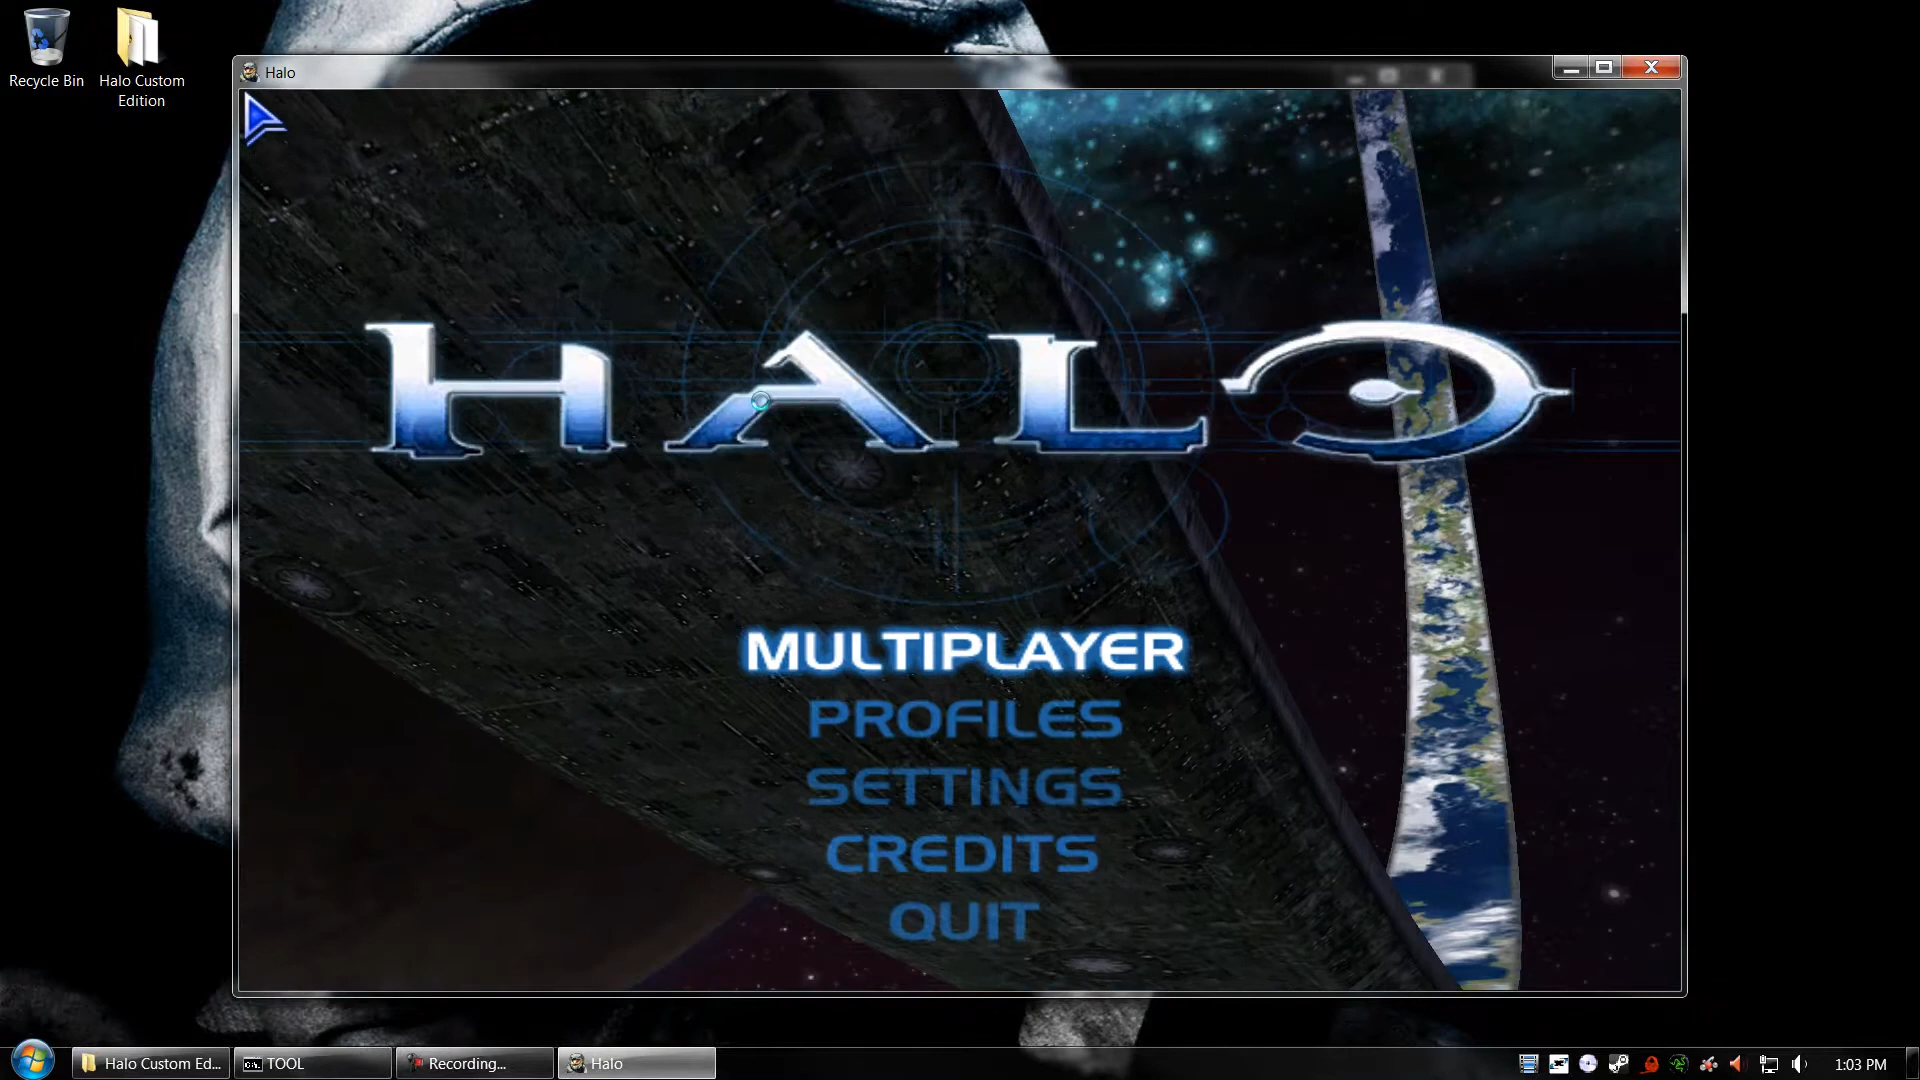 Recycle Bin
Halo Custom
Edition
Halo
HALO
MULTIPLAYER
PROFILES
SETTINGS
CREDITS
QUIT
Halo Custom Ed...
TOOL
Recording...
Halo
1:03 PM